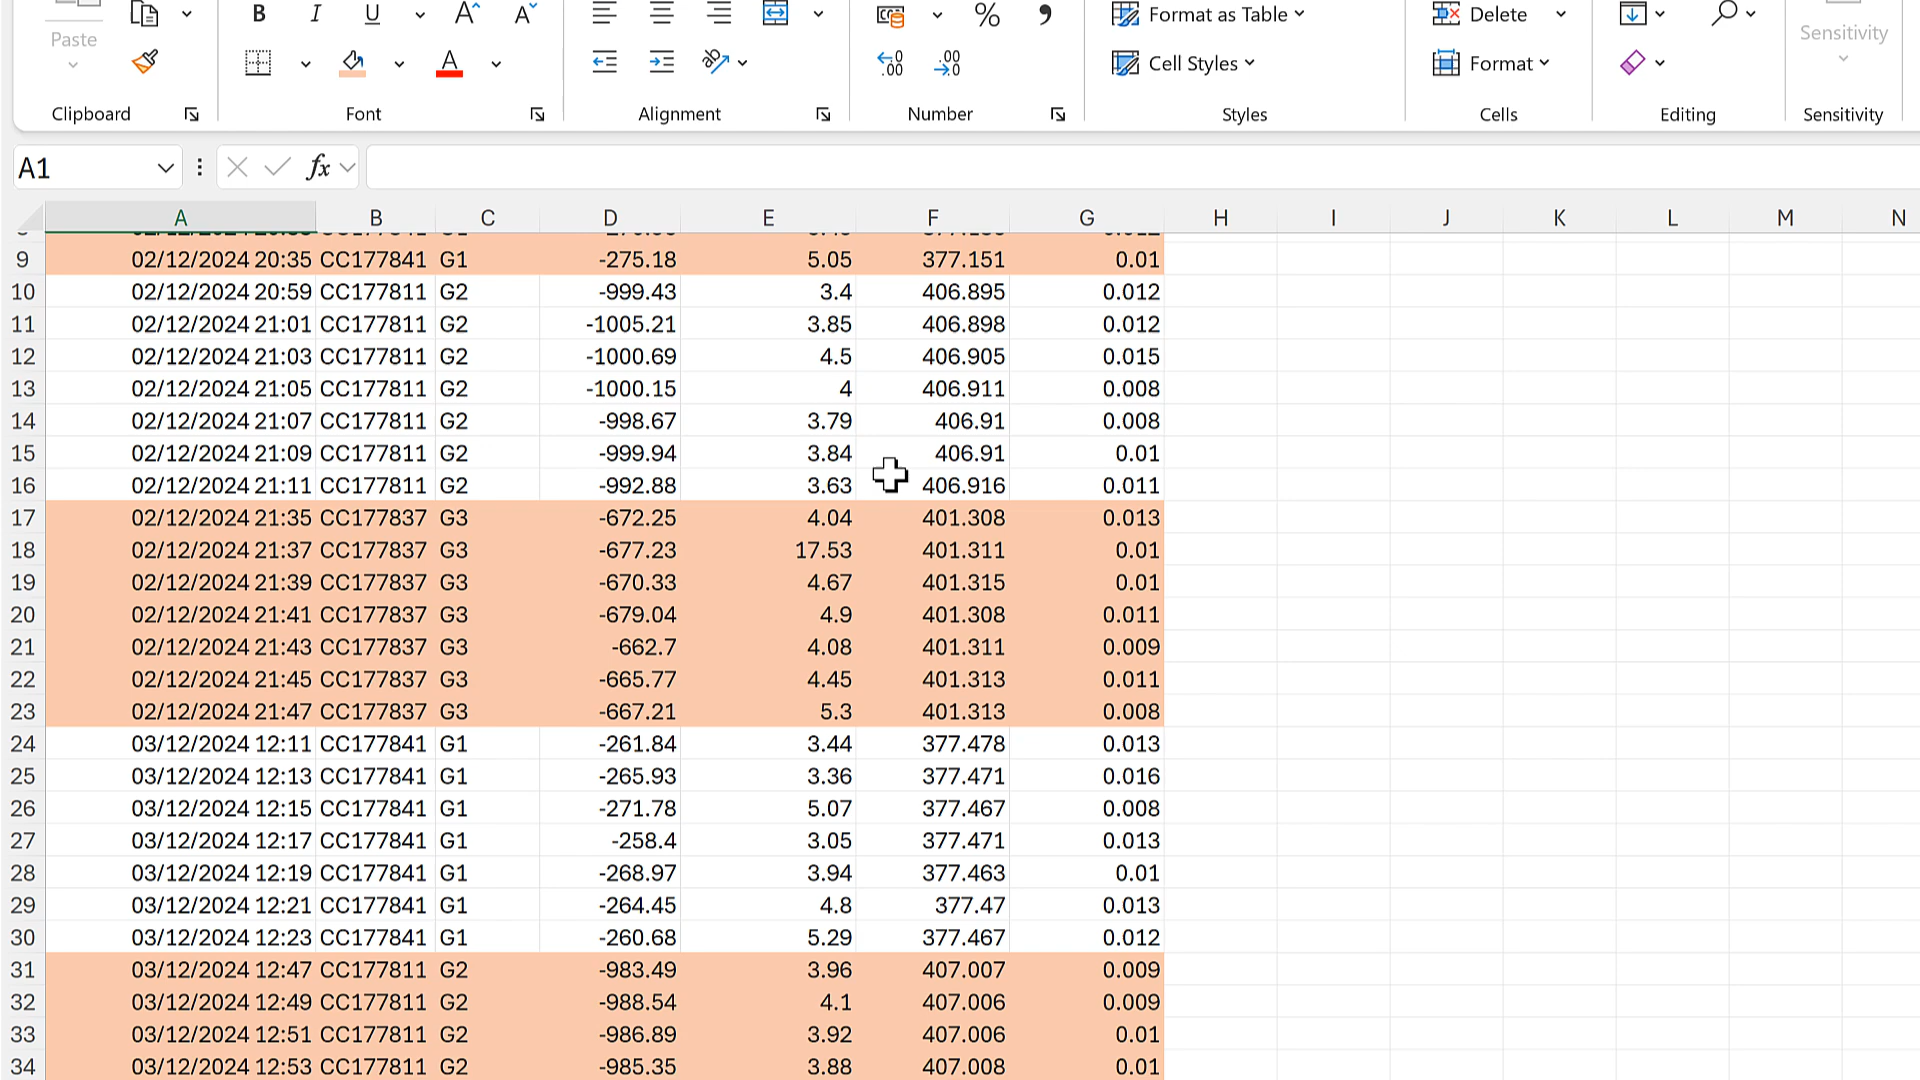 Paste B I U A A % , Format as Table Delete Sensitivity
A .00 .00 Cell Styles Format
Clipboard Font Alignment Number Styles Cells Editing Sensitivity
A1 fx
A B C D E F G H I J K L M N
9 02/12/2024 20:35 CC177841 G1 -275.18 5.05 377.151 0.01
10 02/12/2024 20:59 CC177811 G2 -999.43 3.4 406.895 0.012
11 02/12/2024 21:01 CC177811 G2 -1005.21 3.85 406.898 0.012
12 02/12/2024 21:03 CC177811 G2 -1000.69 4.5 406.905 0.015
13 02/12/2024 21:05 CC177811 G2 -1000.15 4 406.911 0.008
14 02/12/2024 21:07 CC177811 G2 -998.67 3.79 406.91 0.008
15 02/12/2024 21:09 CC177811 G2 -999.94 3.84 406.91 0.01
16 02/12/2024 21:11 CC177811 G2 -992.88 3.63 406.916 0.011
17 02/12/2024 21:35 CC177837 G3 -672.25 4.04 401.308 0.013
18 02/12/2024 21:37 CC177837 G3 -677.23 17.53 401.311 0.01
19 02/12/2024 21:39 CC177837 G3 -670.33 4.67 401.315 0.01
20 02/12/2024 21:41 CC177837 G3 -679.04 4.9 401.308 0.011
21 02/12/2024 21:43 CC177837 G3 -662.7 4.08 401.311 0.009
22 02/12/2024 21:45 CC177837 G3 -665.77 4.45 401.313 0.011
23 02/12/2024 21:47 CC177837 G3 -667.21 5.3 401.313 0.008
24 03/12/2024 12:11 CC177841 G1 -261.84 3.44 377.478 0.013
25 03/12/2024 12:13 CC177841 G1 -265.93 3.36 377.471 0.016
26 03/12/2024 12:15 CC177841 G1 -271.78 5.07 377.467 0.008
27 03/12/2024 12:17 CC177841 G1 -258.4 3.05 377.471 0.013
28 03/12/2024 12:19 CC177841 G1 -268.97 3.94 377.463 0.01
29 03/12/2024 12:21 CC177841 G1 -264.45 4.8 377.47 0.013
30 03/12/2024 12:23 CC177841 G1 -260.68 5.29 377.467 0.012
31 03/12/2024 12:47 CC177811 G2 -983.49 3.96 407.007 0.009
32 03/12/2024 12:49 CC177811 G2 -988.54 4.1 407.006 0.009
33 03/12/2024 12:51 CC177811 G2 -986.89 3.92 407.006 0.01
34 03/12/2024 12:53 CC177811 G2 -985.35 3.88 407.008 0.01